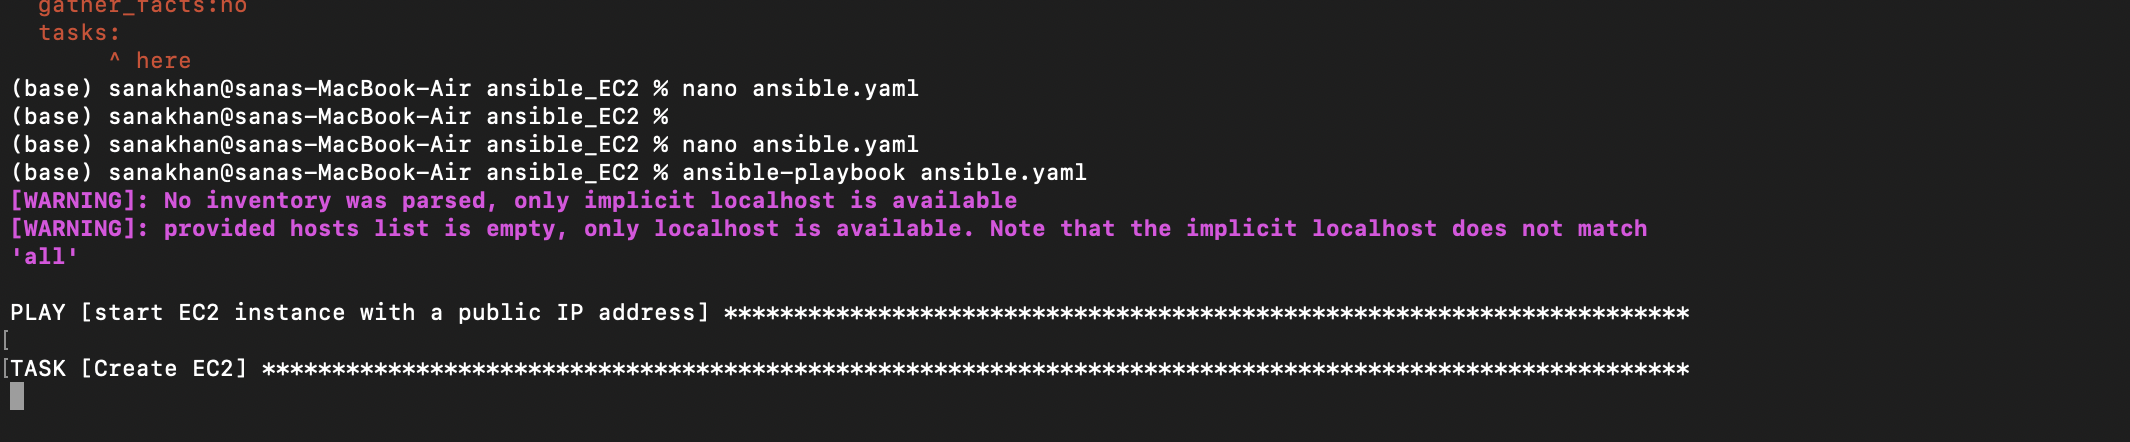 gather_facts:no
tasks:
^ here
(base) sanakhan@sanas-MacBook-Air ansible_EC2 % nano ansible.yaml
(base) sanakhan@sanas-MacBook-Air ansible_EC2 %
(base) sanakhan@sanas-MacBook-Air ansible_EC2 % nano ansible.yaml
(base) sanakhan@sanas-MacBook-Air ansible_EC2 % ansible-playbook ansible.yaml
[WARNING]: No inventory was parsed, only implicit localhost is available
[WARNING]: provided hosts list is empty, only localhost is available. Note that the implicit localhost does not match
'all'
PLAY [start EC2 instance with a public IP address] *********************************************************************
[
[TASK [Create EC2] ******************************************************************************************************